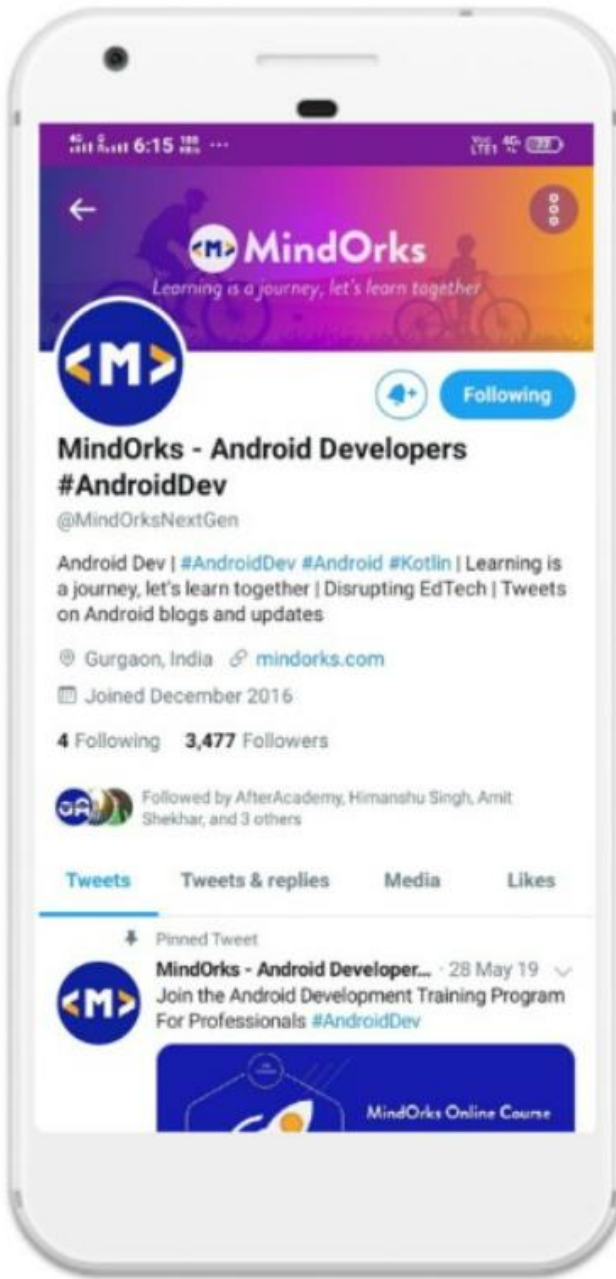 6:15
MindOrks
Learning is a journey, let's learn together
<M>
Following
MindOrks - Android Developers
#AndroidDev
@MindOrksNextGen
Android Dev | #AndroidDev #Android #Kotlin | Learning is
a journey, let's learn together | Disrupting EdTech | Tweets
on Android blogs and updates
Gurgaon, India mindorks.com
Joined December 2016
4 Following 3,477 Followers
Followed by AfterAcademy, Himanshu Singh, Amit
Shekhar, and 3 others
Tweets Tweets & replies Media Likes
Pinned Tweet
MindOrks - Android Developer... · 28 May 19
<M>
Join the Android Development Training Program
For Professionals #AndroidDev
MindOrks Online Course